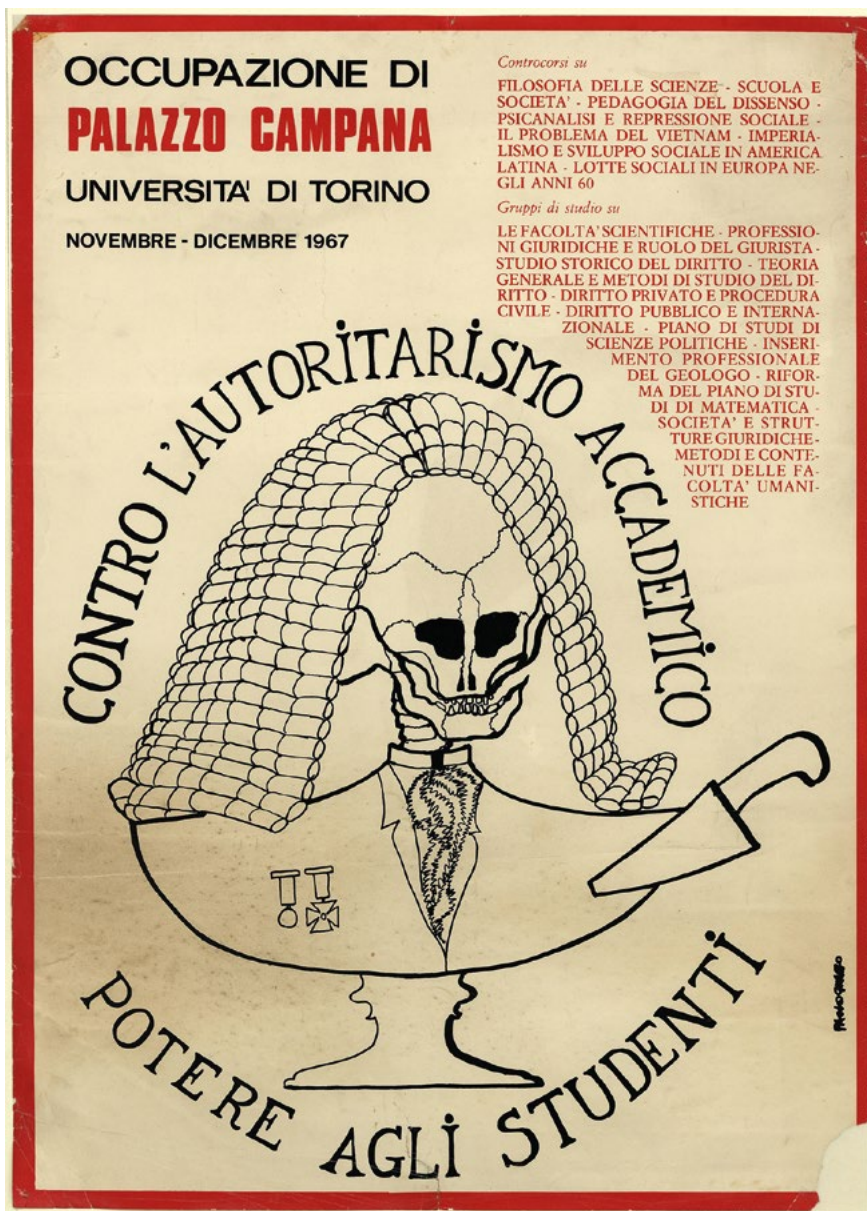 OCCUPAZIONE DI
PALAZZO CAMPANA
UNIVERSITA' DI TORINO
NOVEMBRE - DICEMBRE 1967
Controcorsi su
FILOSOFIA DELLE SCIENZE - SCUOLA E
SOCIETA' - PEDAGOGIA DEL DISSENSO -
PSICANALISI E REPRESSIONE SOCIALE -
IL PROBLEMA DEL VIETNAM - IMPERIA-
LISMO E SVILUPPO SOCIALE IN AMERICA
LATINA - LOTTE SOCIALI IN EUROPA NE-
GLI ANNI 60
Gruppi di studio su
LE FACOLTA' SCIENTIFICHE - PROFESSIO-
NI GIURIDICHE E RUOLO DEL GIURISTA -
STUDIO STORICO DEL DIRITTO - TEORIA
GENERALE E METODI DI STUDIO DEL DI-
RITTO - DIRITTO PRIVATO E PROCEDURA
CIVILE - DIRITTO PUBBLICO E INTERNA-
ZIONALE - PIANO DI STUDI DI
SCIENZE POLITICHE - INSERI-
MENTO PROFESSIONALE
DEL GEOLOGO - RIFOR-
MA DEL PIANO DI STU-
DI DI MATEMATICA -
SOCIETA' E STRUT-
TURE GIURIDICHE -
METODI E CONTE-
NUTI DELLE FA-
COLTA' UMANI-
STICHE
CONTRO L'AUTORITARISMO ACCADEMICO
POTERE AGLI STUDENTI